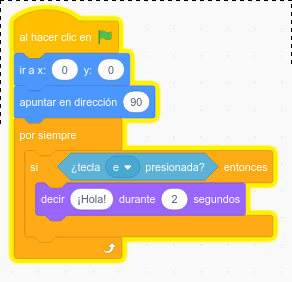 al hacer clic en
ir a x: 0 y: 0
apuntar en dirección 90
por siempre
si ¿tecla e presionada? entonces
decir ¡Hola! durante 2 segundos